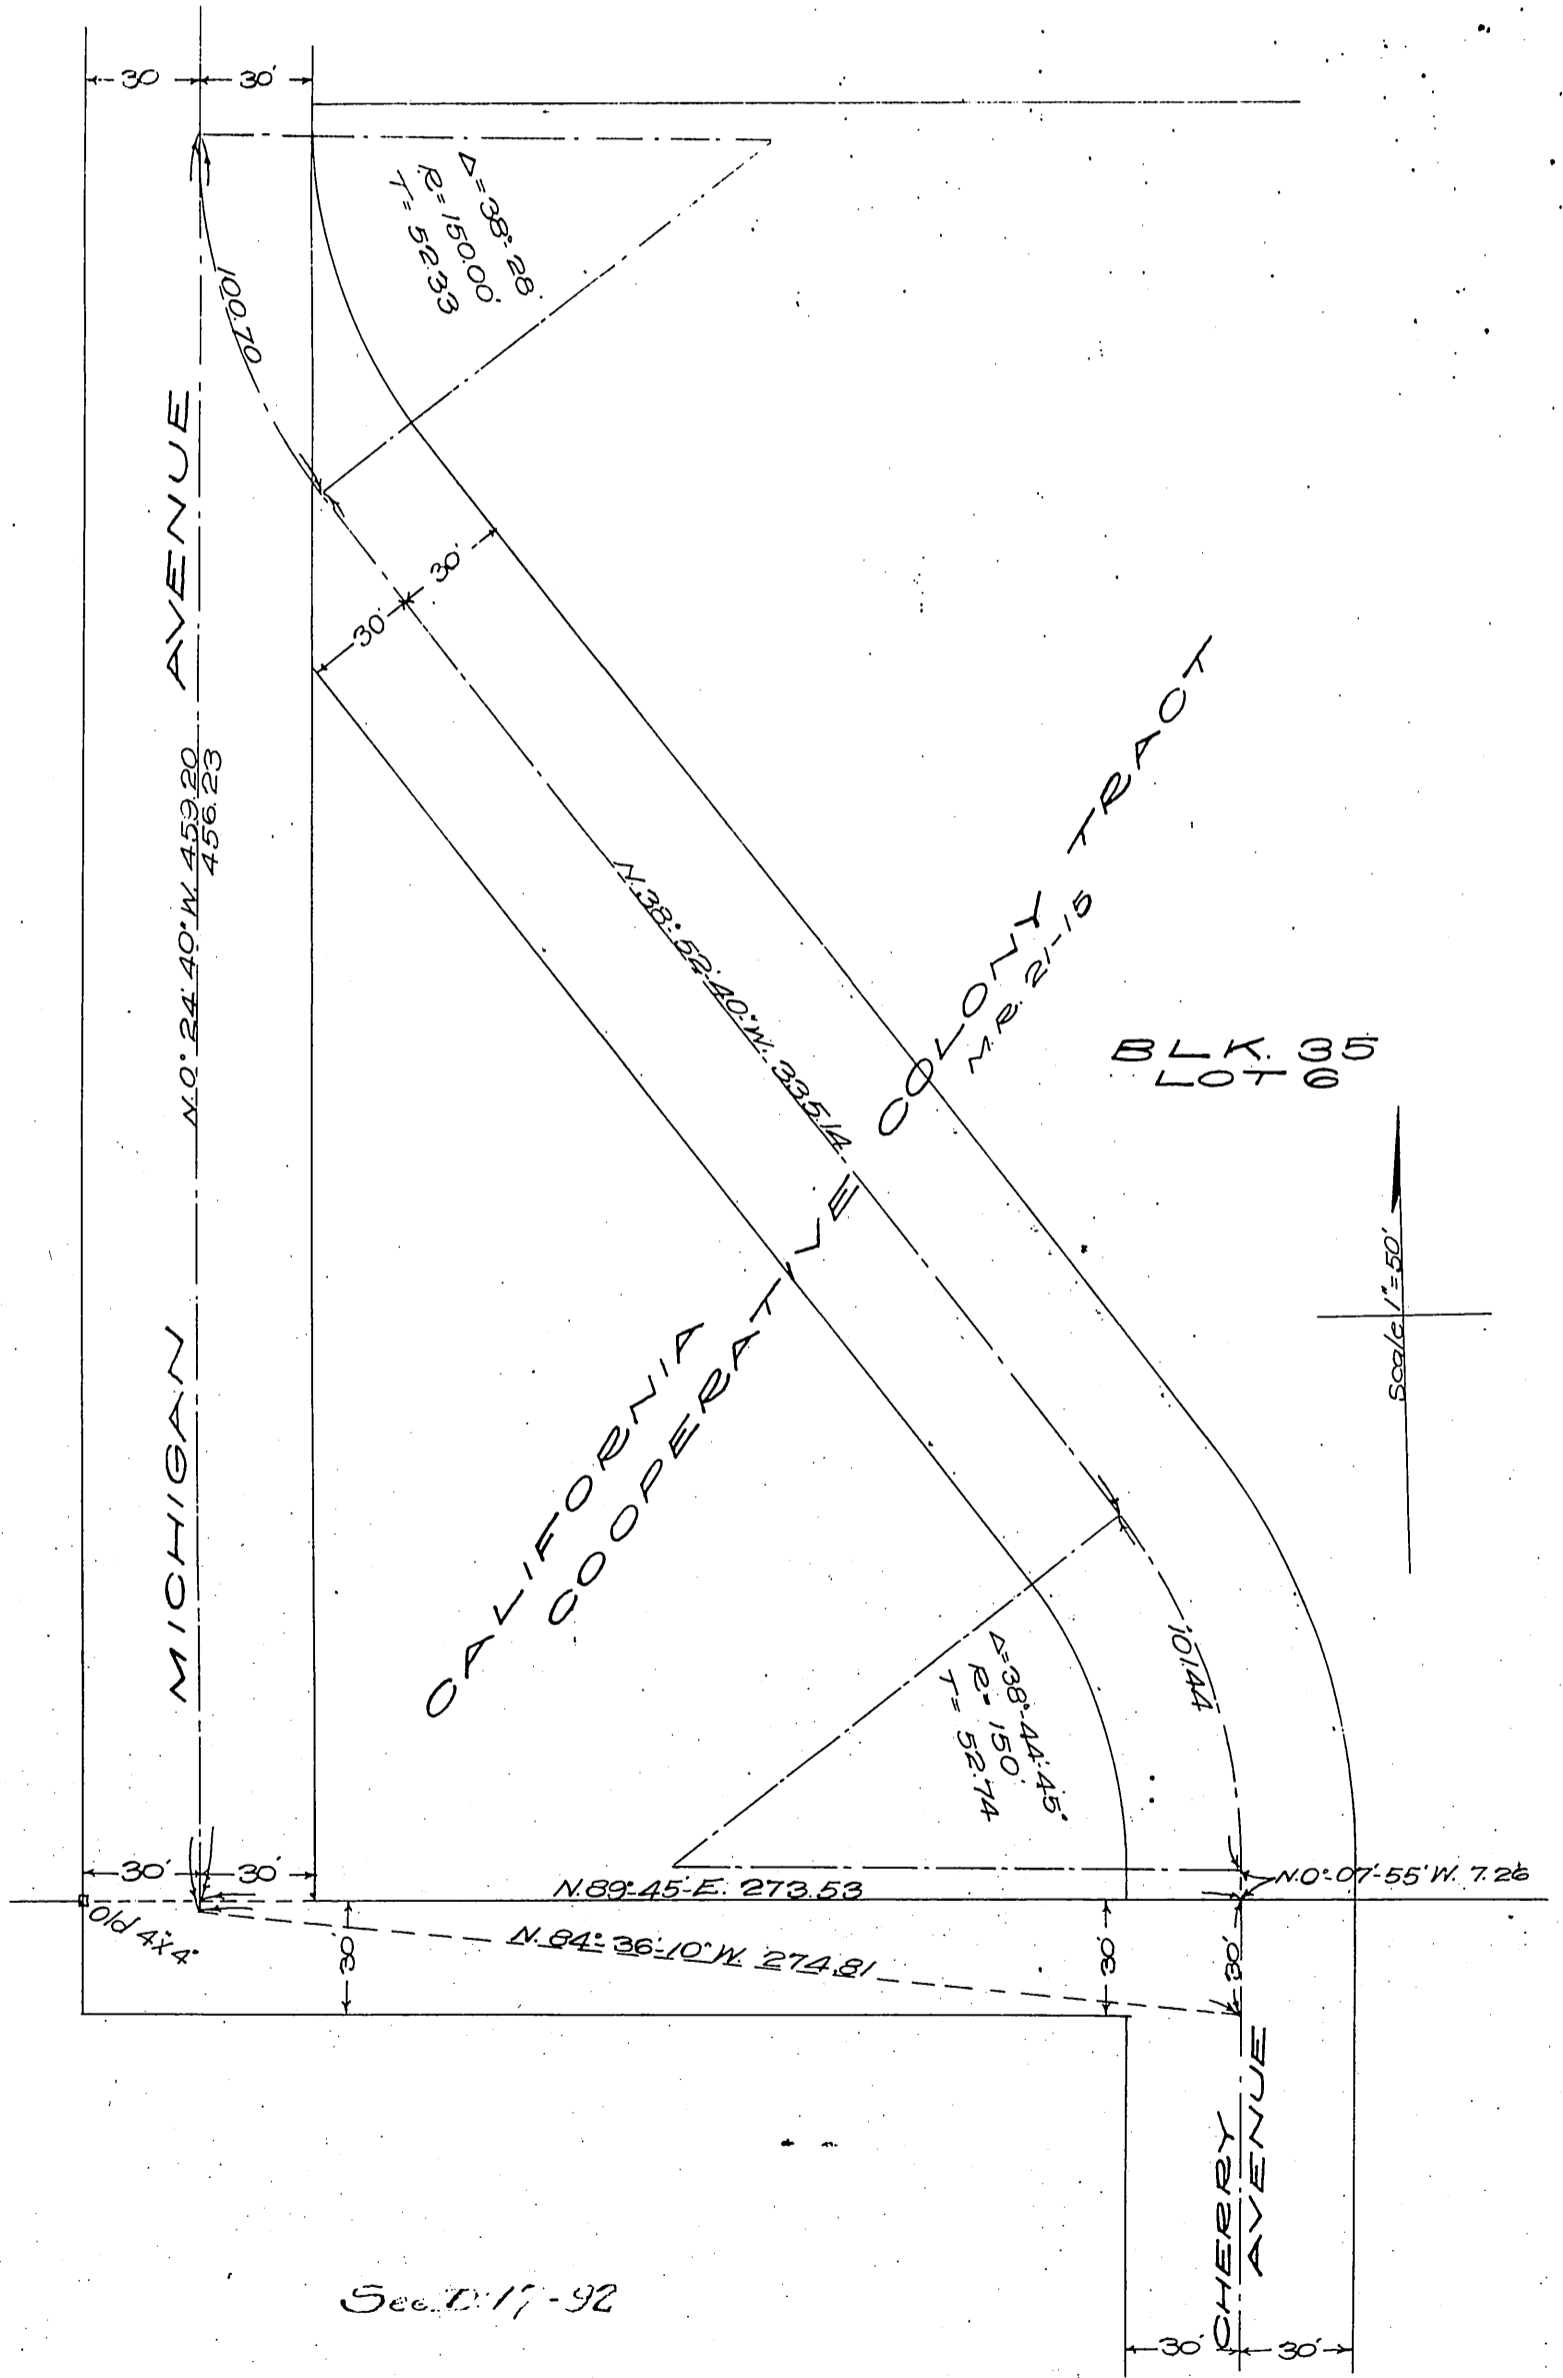 30
30'
Δ=38°-28'
R=150.00'
T=52.33
100.70
MICHIGAN AVENUE
N.0°24'40"W. 459.20
456.23
30'
30'
N.38°-52'-40"W. 335.14
CALIFORNIA
COOPERATIVE COLONY TRACT
M.R. 21-15
BLK. 35
LOT 6
Scale 1"=50'
Δ=38°-44'-45"
R=150'
T=52.74
101.44
30'
30'
N.89°-45'-E. 273.53
N.0°-07'-55"W. 7.26
Old 4"x4"
N.84°-36'-10"W. 274.81
30'
30'
30'
CHERRY
AVENUE
See D:17-92
30'
30'